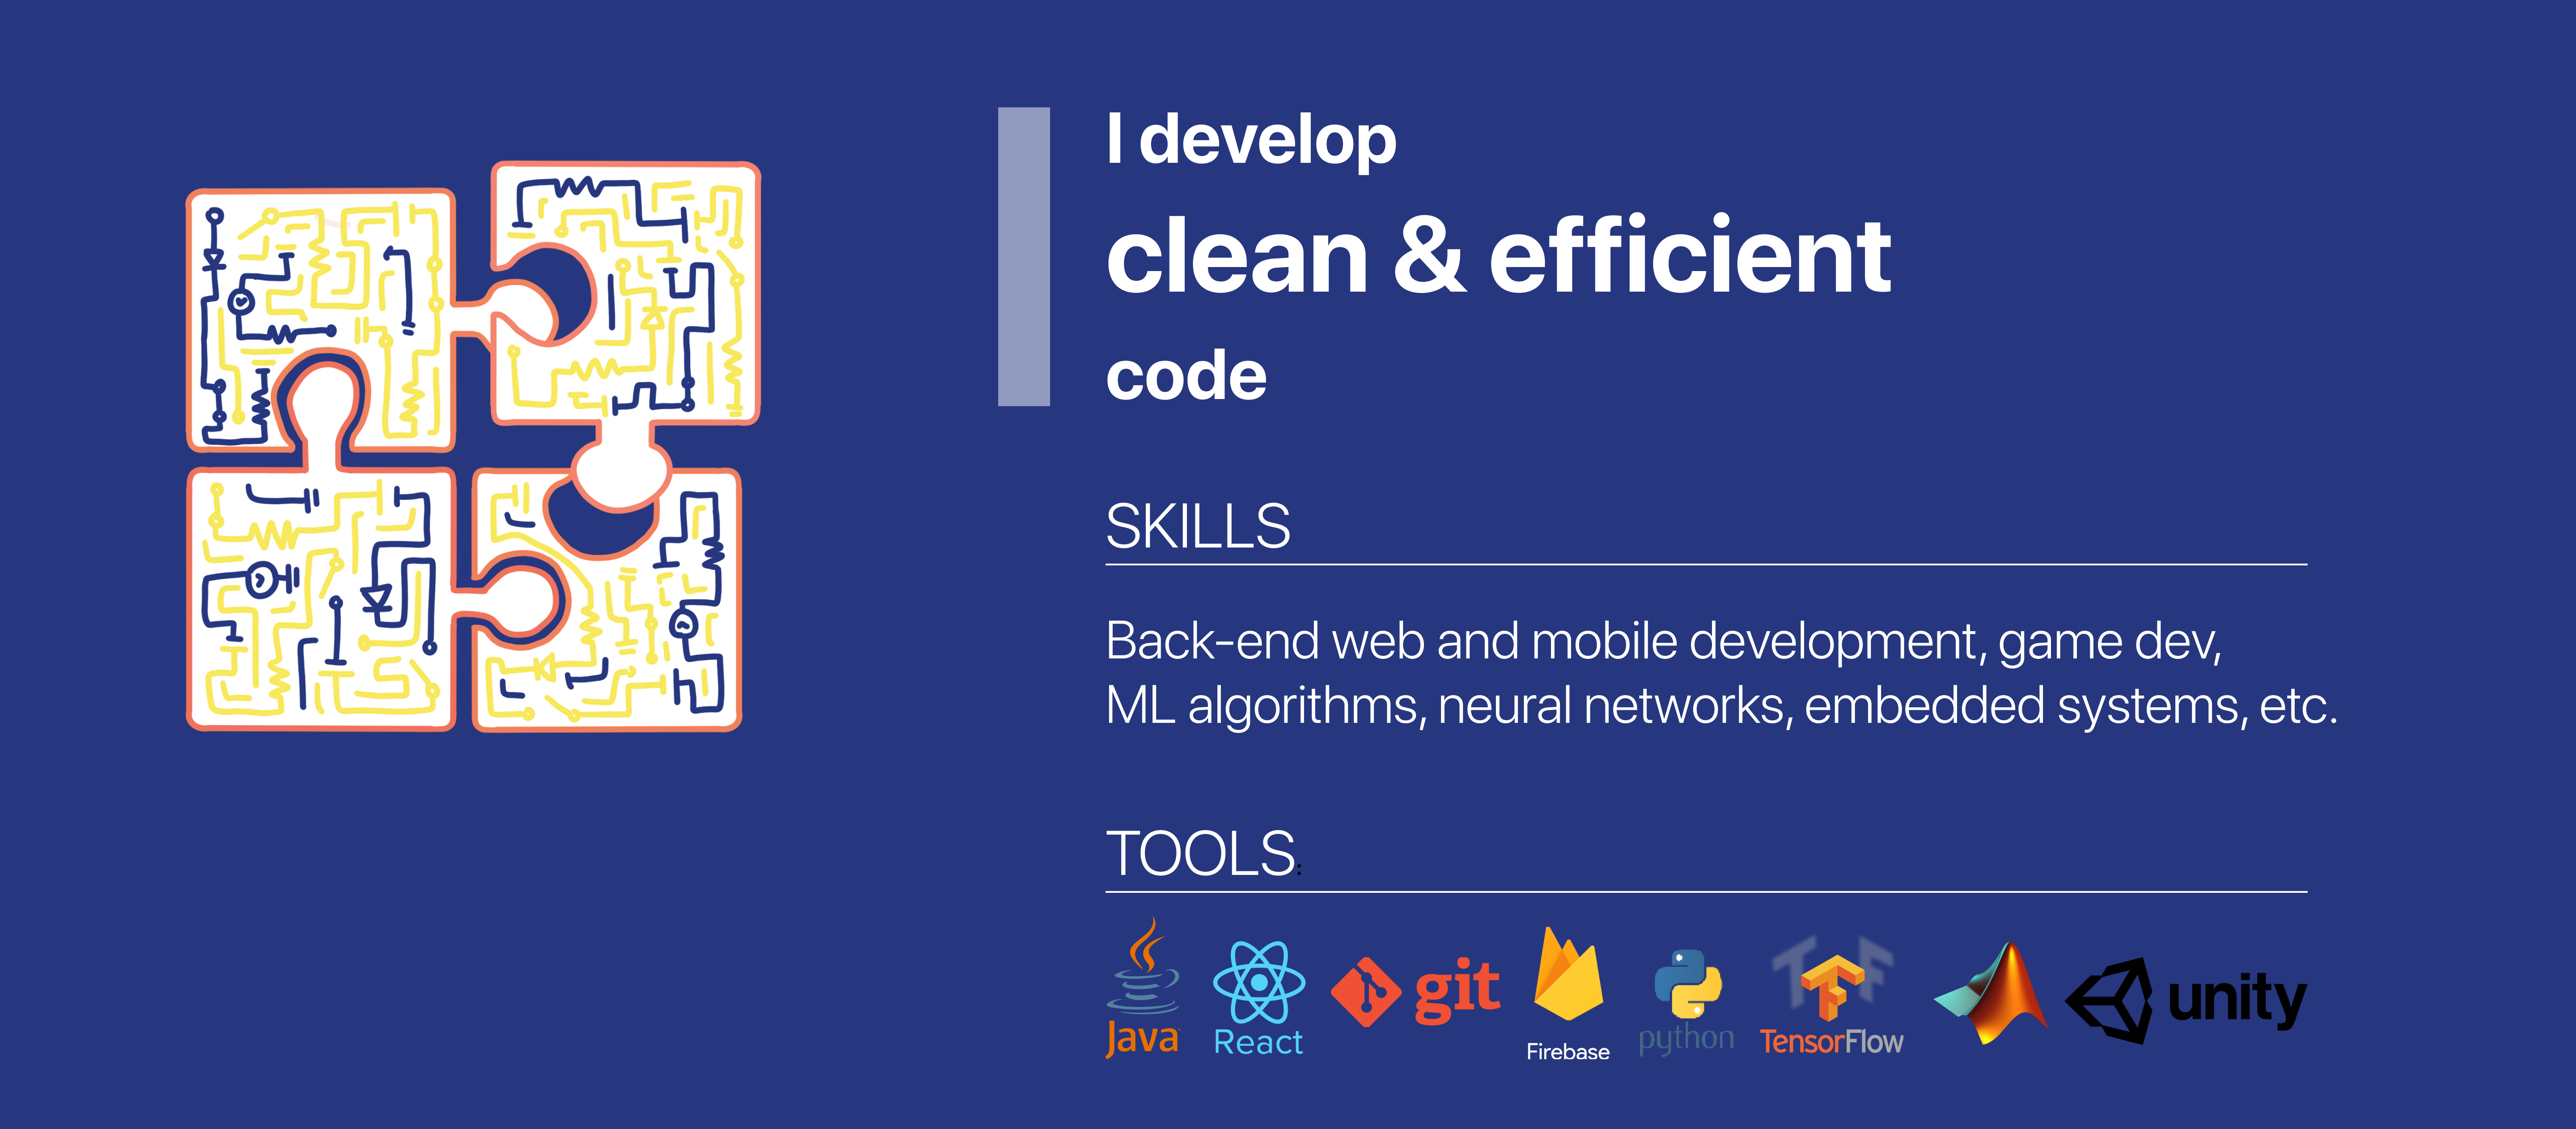 I develop
clean & efficient
code
SKILLS
Back-end web and mobile development, game dev,
ML algorithms, neural networks, embedded systems, etc.
TOOLS:
Java
React
git
Firebase
python
TF
TensorFlow
unity